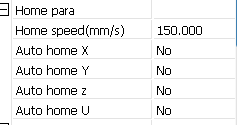 Home para
Home speed(mm/s) 150.000
Auto home X No
Auto home Y No
Auto home z No
Auto home U No